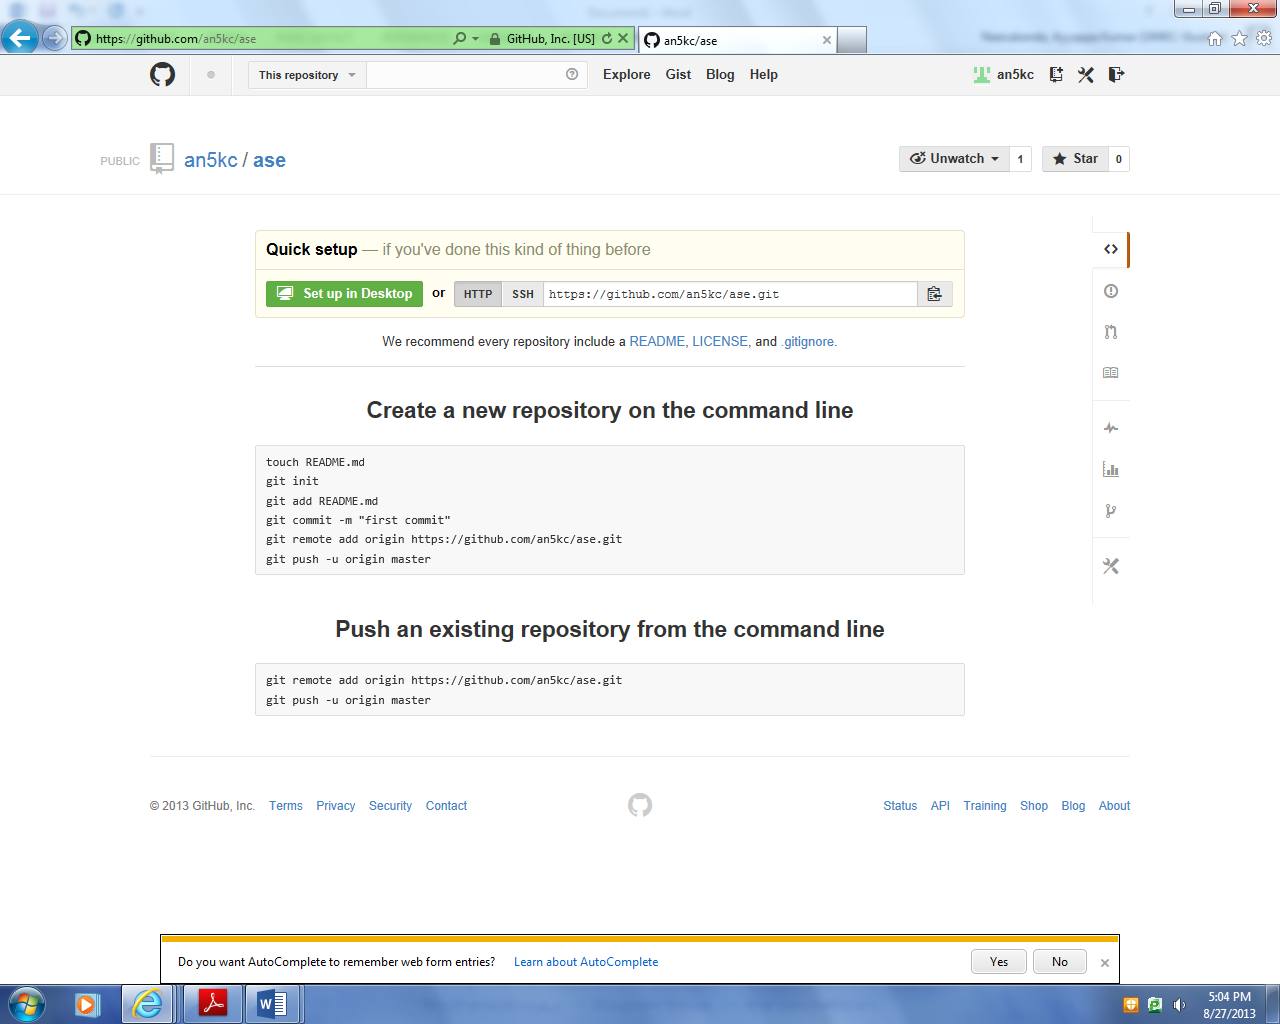 https://github.com/an5kc/ase GitHub, Inc. [US] an5kc/ase
This repository Explore Gist Blog Help an5kc
PUBLIC an5kc / ase Unwatch 1 Star 0
Quick setup — if you've done this kind of thing before
Set up in Desktop or HTTP SSH https://github.com/an5kc/ase.git
We recommend every repository include a README, LICENSE, and .gitignore.
Create a new repository on the command line
touch README.md
git init
git add README.md
git commit -m "first commit"
git remote add origin https://github.com/an5kc/ase.git
git push -u origin master
Push an existing repository from the command line
git remote add origin https://github.com/an5kc/ase.git
git push -u origin master
© 2013 GitHub, Inc. Terms Privacy Security Contact Status API Training Shop Blog About
Do you want AutoComplete to remember web form entries? Learn about AutoComplete Yes No
5:04 PM
8/27/2013